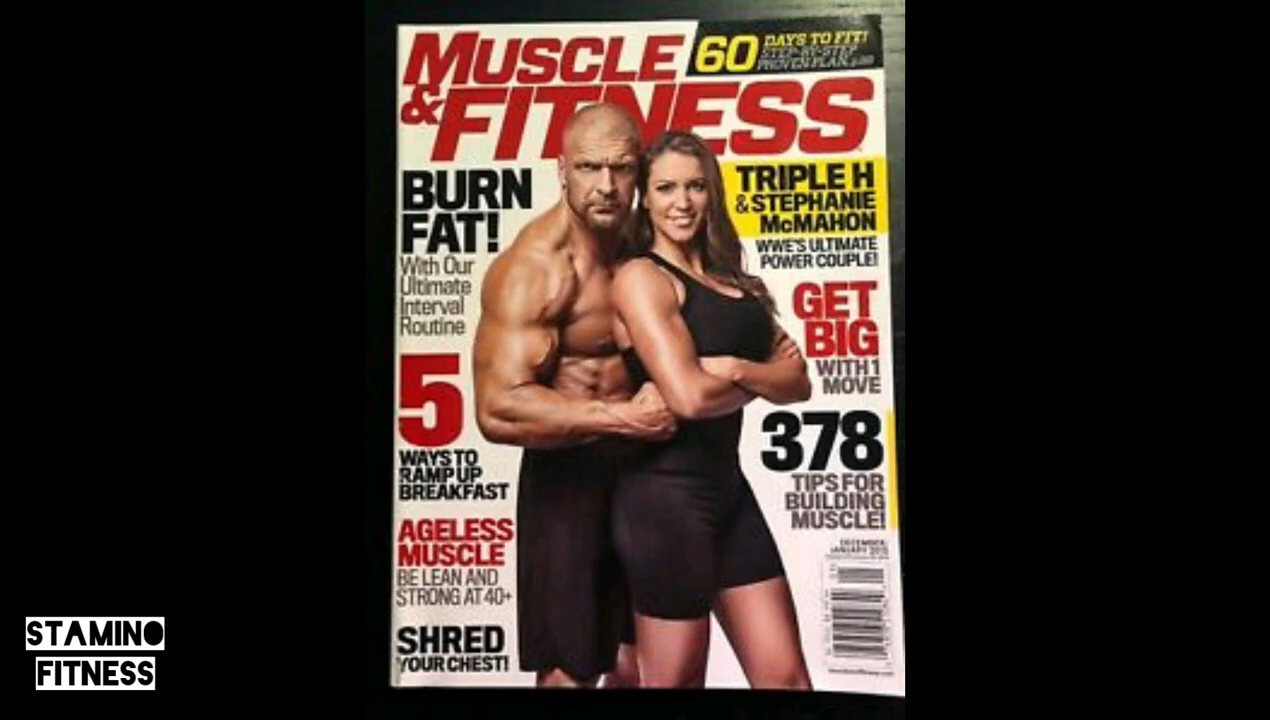 MUSCLE
& FITNESS
60
DAYS TO FIT!
STEP-BY-STEP
PROVEN PLAN
BURN
FAT!
With Our
Ultimate
Interval
Routine
5
WAYS TO
RAMP UP
BREAKFAST
AGELESS
MUSCLE
BE LEAN AND
STRONG AT 40+
SHRED
YOUR CHEST!
TRIPLE H
& STEPHANIE
McMAHON
WWE'S ULTIMATE
POWER COUPLE!
GET
BIG
WITH 1
MOVE
378
TIPS FOR
BUILDING
MUSCLE!
DECEMBER/
JANUARY 2015
STAMINO
FITNESS